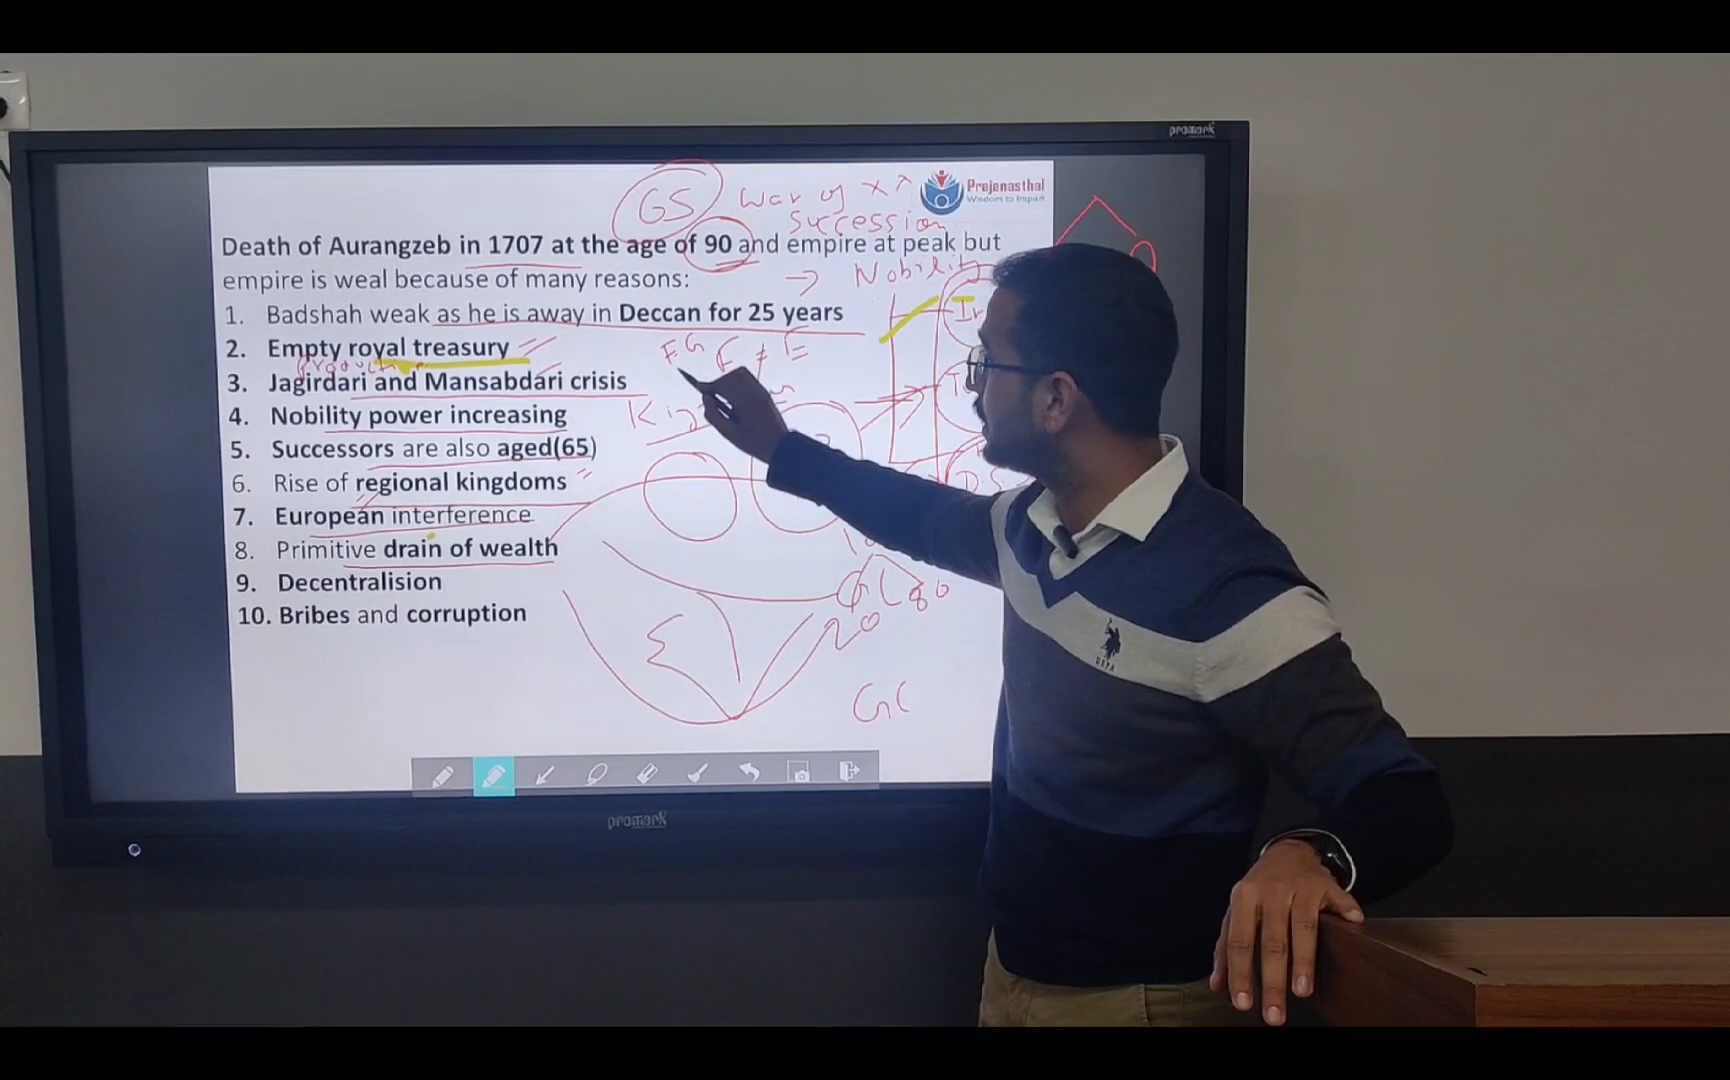 promark
GS War of
Succession
Prajenasthal
Wisdom to Impart
Death of Aurangzeb in 1707 at the age of 90 and empire at peak but
empire is weal because of many reasons:
→ Nobility
1. Badshah weak as he is away in Deccan for 25 years
2. Empty royal treasury
3. Jagirdari and Mansabdari crisis
4. Nobility power increasing
5. Successors are also aged(65)
6. Rise of regional kingdoms
7. European interference
8. Primitive drain of wealth
9. Decentralision
10. Bribes and corruption
E ≠ E
D.S
80
20
promark
USPA